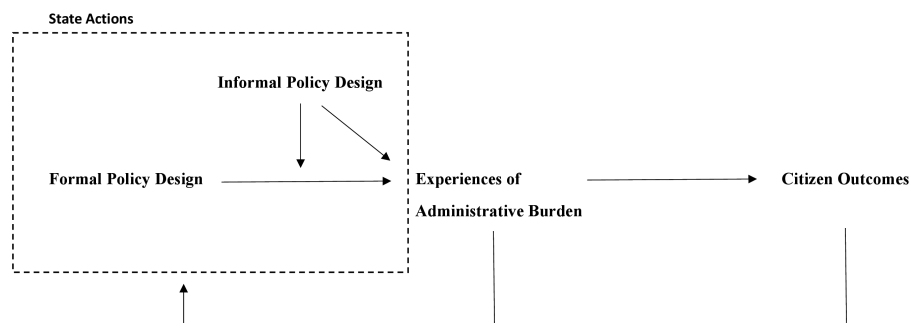 State Actions
Informal Policy Design
Formal Policy Design
Experiences of
Administrative Burden
Citizen Outcomes